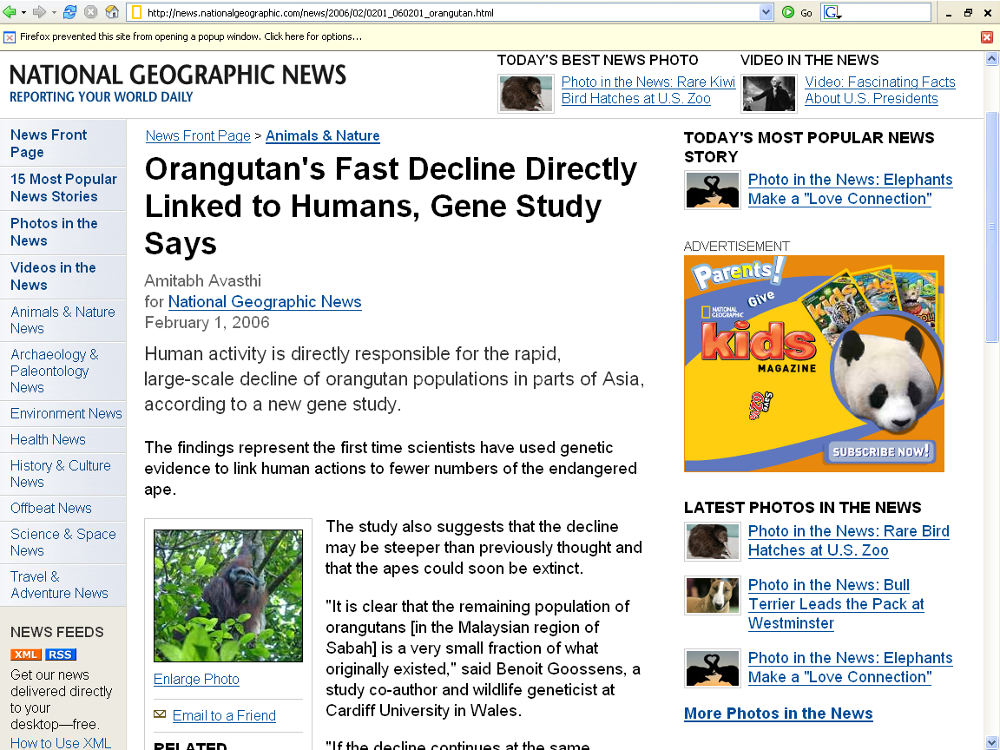 http://news.nationalgeographic.com/news/2006/02/0201_060201_orangutan.html
Go
Firefox prevented this site from opening a popup window. Click here for options...
NATIONAL GEOGRAPHIC NEWS
REPORTING YOUR WORLD DAILY
TODAY'S BEST NEWS PHOTO
Photo in the News: Rare Kiwi
Bird Hatches at U.S. Zoo
VIDEO IN THE NEWS
Video: Fascinating Facts
About U.S. Presidents
News Front
Page
15 Most Popular
News Stories
Photos in the
News
Videos in the
News
Animals & Nature
News
Archaeology &
Paleontology
News
Environment News
Health News
History & Culture
News
Offbeat News
Science & Space
News
Travel &
Adventure News
NEWS FEEDS
XML RSS
Get our news
delivered directly
to your
desktop—free.
How to Use XML
News Front Page > Animals & Nature
Orangutan's Fast Decline Directly
Linked to Humans, Gene Study
Says
Amitabh Avasthi
for National Geographic News
February 1, 2006
Human activity is directly responsible for the rapid,
large-scale decline of orangutan populations in parts of Asia,
according to a new gene study.
The findings represent the first time scientists have used genetic
evidence to link human actions to fewer numbers of the endangered
ape.
Enlarge Photo
Email to a Friend
RELATED
The study also suggests that the decline
may be steeper than previously thought and
that the apes could soon be extinct.
"It is clear that the remaining population of
orangutans [in the Malaysian region of
Sabah] is a very small fraction of what
originally existed," said Benoit Goossens, a
study co-author and wildlife geneticist at
Cardiff University in Wales.
"If the decline continues at the same
TODAY'S MOST POPULAR NEWS
STORY
Photo in the News: Elephants
Make a "Love Connection"
ADVERTISEMENT
Parents!
Give
NATIONAL
GEOGRAPHIC
kids
MAGAZINE
SUBSCRIBE NOW!
LATEST PHOTOS IN THE NEWS
Photo in the News: Rare Bird
Hatches at U.S. Zoo
Photo in the News: Bull
Terrier Leads the Pack at
Westminster
Photo in the News: Elephants
Make a "Love Connection"
More Photos in the News